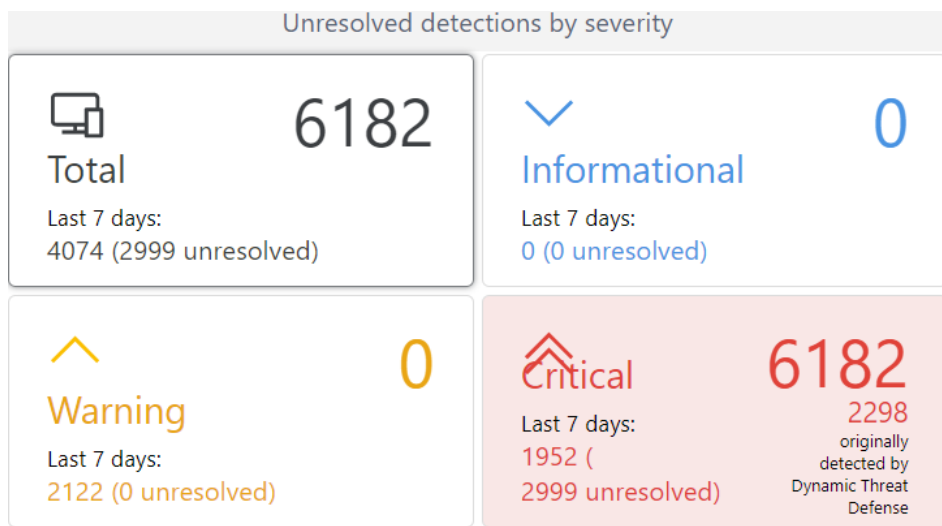 Unresolved detections by severity
6182
Total
Last 7 days:
4074 (2999 unresolved)
0
Informational
Last 7 days:
0 (0 unresolved)
0
Warning
Last 7 days:
2122 (0 unresolved)
6182
Critical
2298
originally
detected by
Dynamic Threat
Defense
Last 7 days:
1952 (
2999 unresolved)